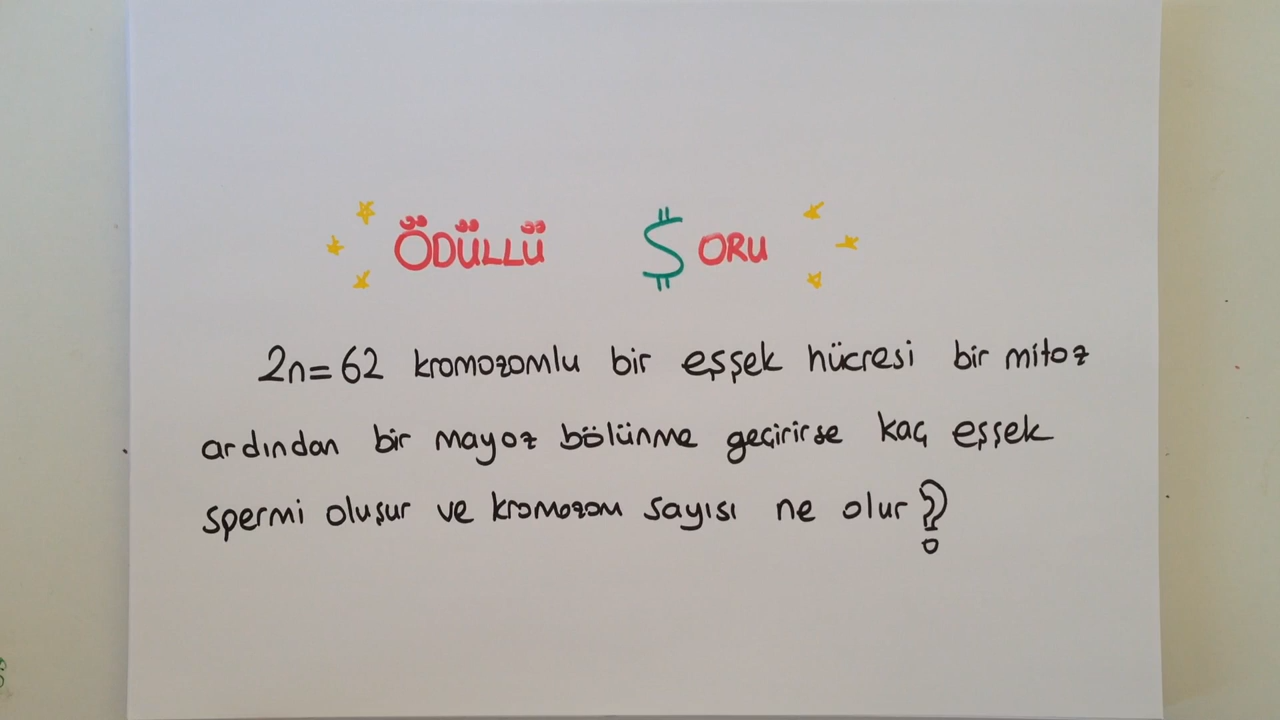 ÖDÜLLÜ $ORU
2n=62 kromozomlu bir eşşek hücresi bir mitoz
ardından bir mayoz bölünme geçirirse kaç eşşek
spermi oluşur ve kromozom sayısı ne olur?